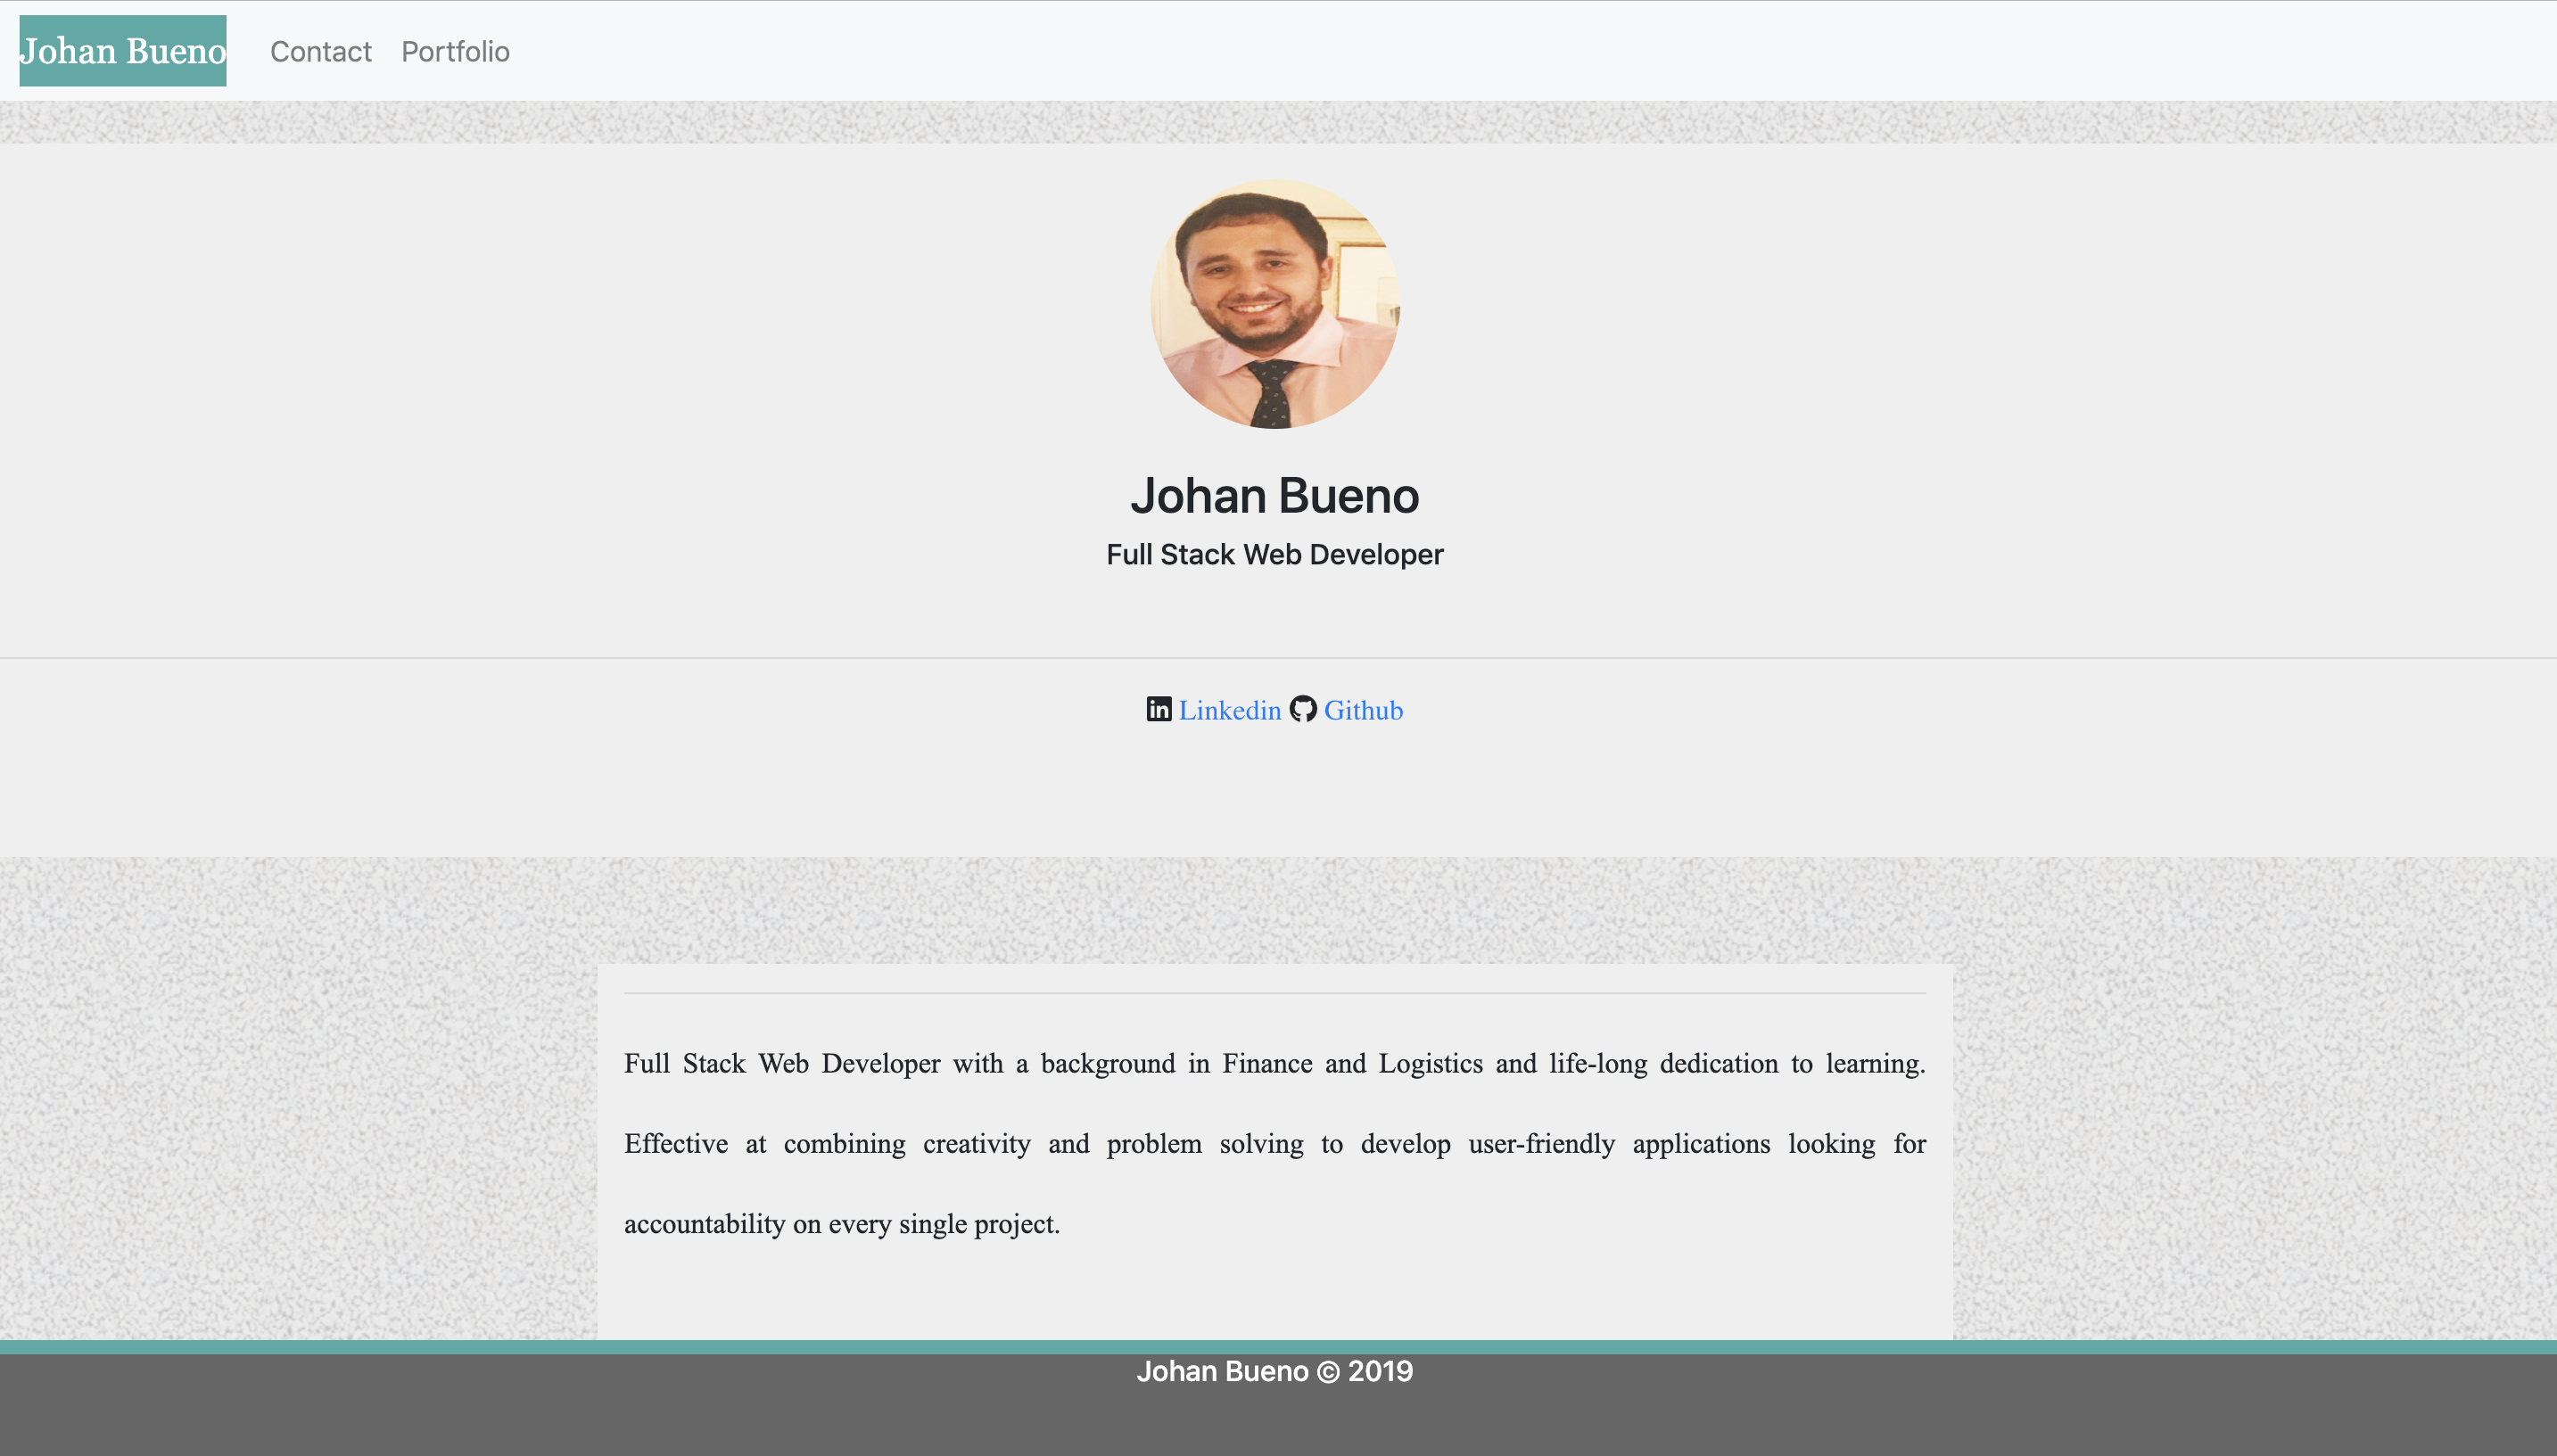 Johan Bueno
Contact
Portfolio
Johan Bueno
Full Stack Web Developer
in Linkedin Github
Full Stack Web Developer with a background in Finance and Logistics and life-long dedication to learning.
Effective at combining creativity and problem solving to develop user-friendly applications looking for
accountability on every single project.
Johan Bueno © 2019